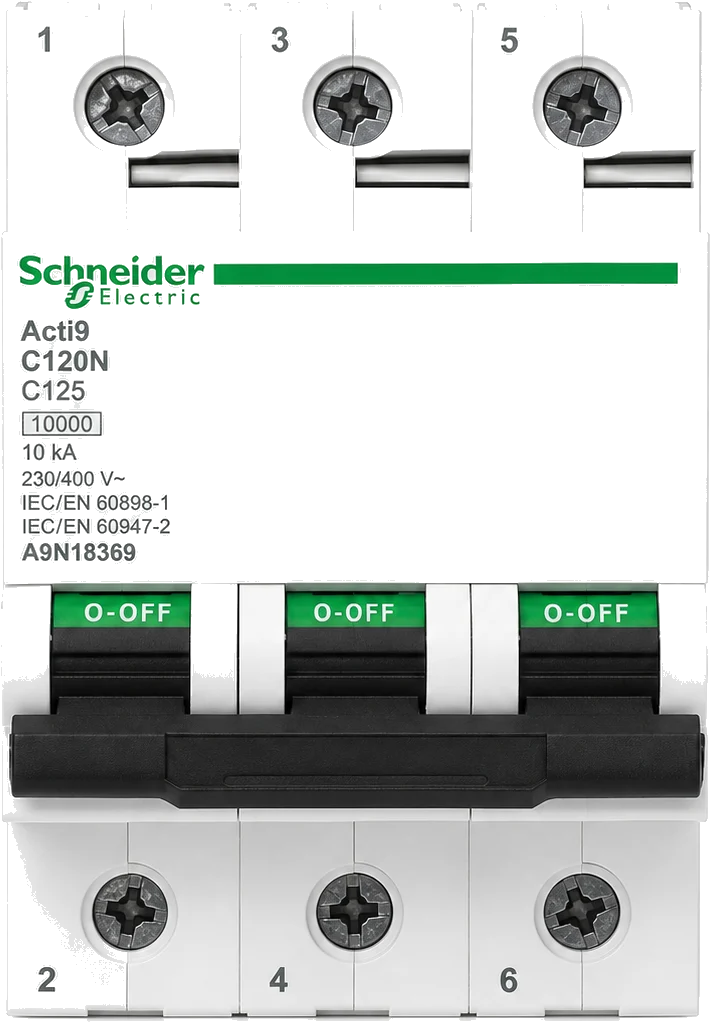 1 3 5
Schneider
Electric
Acti9
C120N
C125
10000
10 kA
230/400 V~
IEC/EN 60898-1
IEC/EN 60947-2
A9N18369
O-OFF O-OFF O-OFF
2 4 6